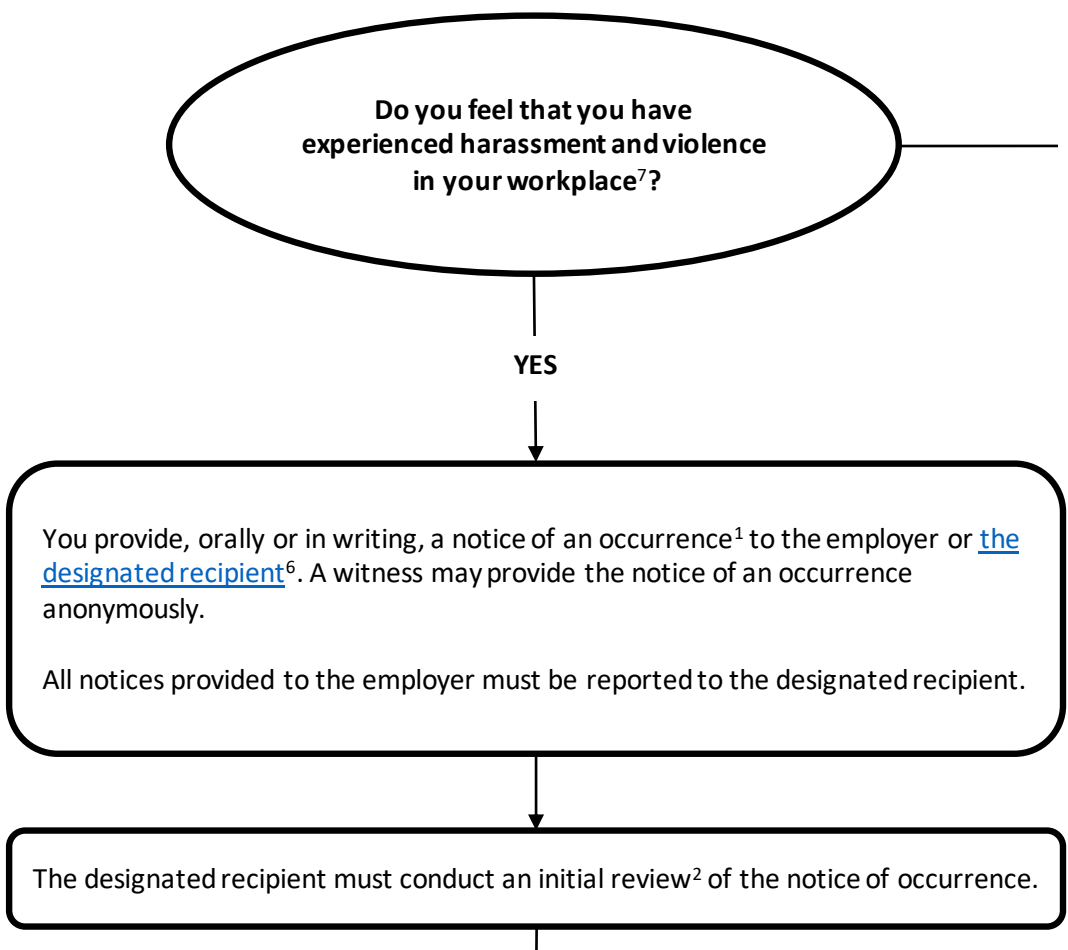 Do you feel that you have
experienced harassment and violence
in your workplace⁷?
YES
You provide, orally or in writing, a notice of an occurrence¹ to the employer or the
designated recipient⁶. A witness may provide the notice of an occurrence
anonymously.
All notices provided to the employer must be reported to the designated recipient.
The designated recipient must conduct an initial review² of the notice of occurrence.